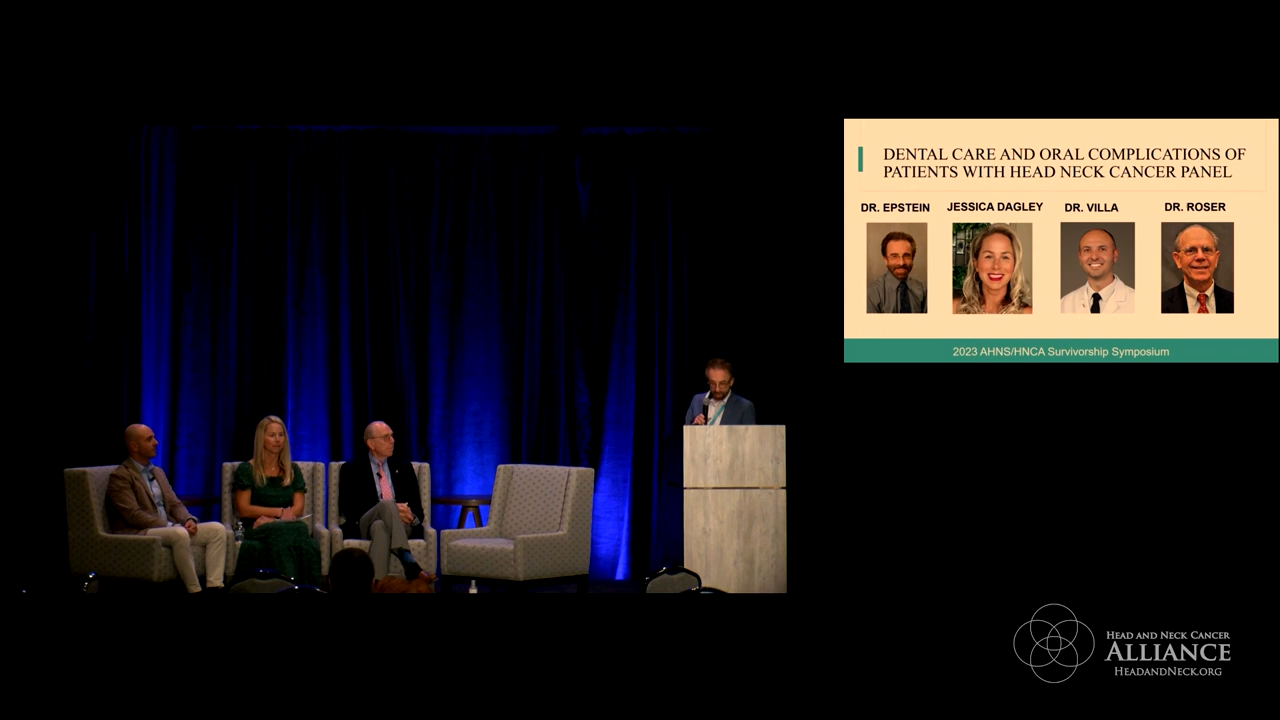 DENTAL CARE AND ORAL COMPLICATIONS OF
PATIENTS WITH HEAD NECK CANCER PANEL
DR. EPSTEIN JESSICA DAGLEY DR. VILLA DR. ROSER
2023 AHNS/HNCA Survivorship Symposium
HEAD AND NECK CANCER
ALLIANCE
HEADANDNECK.ORG